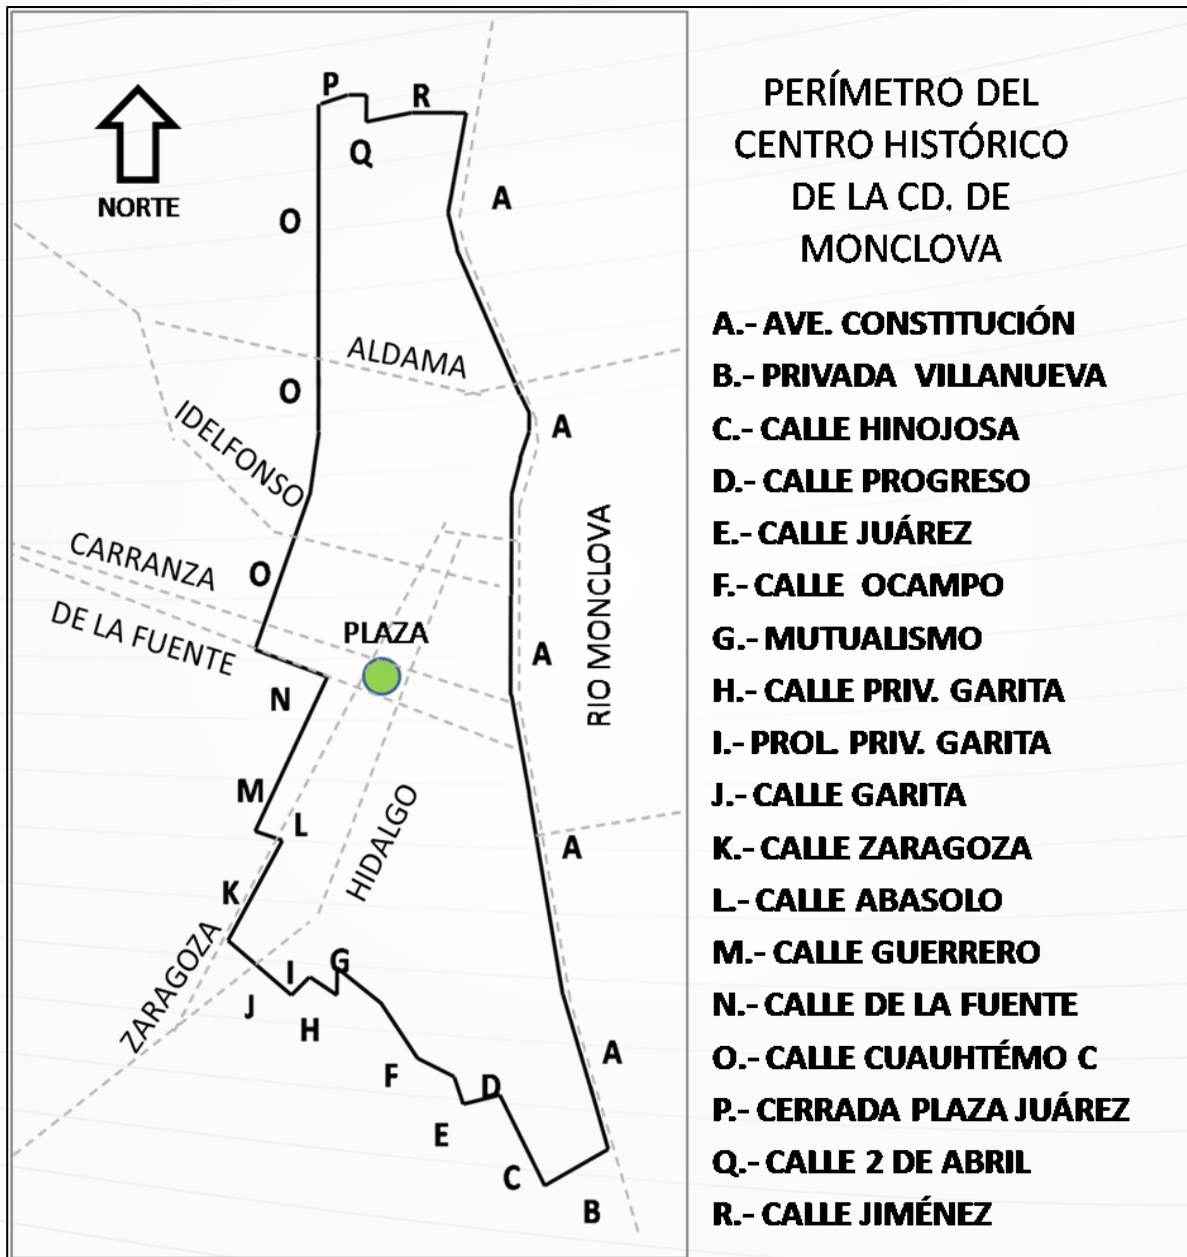 P
R
Q
NORTE
A
O
ALDAMA
O
IDELFONSO
A
CARRANZA
O
DE LA FUENTE
PLAZA
RIO MONCLOVA
A
N
M
L
HIDALGO
A
K
ZARAGOZA
G
I
J
H
A
F
D
E
C
B
PERÍMETRO DEL
CENTRO HISTÓRICO
DE LA CD. DE
MONCLOVA
A.- AVE. CONSTITUCIÓN
B.- PRIVADA VILLANUEVA
C.- CALLE HINOJOSA
D.- CALLE PROGRESO
E.- CALLE JUÁREZ
F.- CALLE OCAMPO
G.- MUTUALISMO
H.- CALLE PRIV. GARITA
I.- PROL. PRIV. GARITA
J.- CALLE GARITA
K.- CALLE ZARAGOZA
L.- CALLE ABASOLO
M.- CALLE GUERRERO
N.- CALLE DE LA FUENTE
O.- CALLE CUAUHTÉMO C
P.- CERRADA PLAZA JUÁREZ
Q.- CALLE 2 DE ABRIL
R.- CALLE JIMÉNEZ